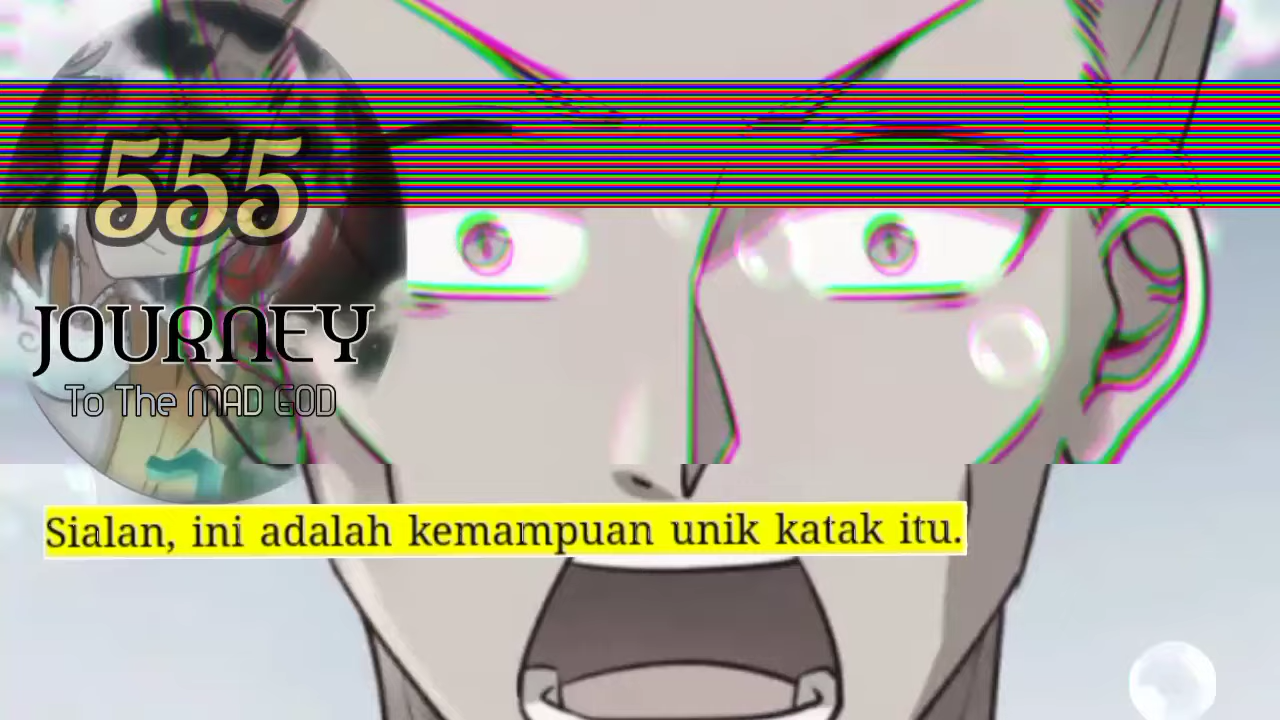 555
JOURNEY
To The MAD GOD
Sialan, ini adalah kemampuan unik katak itu.